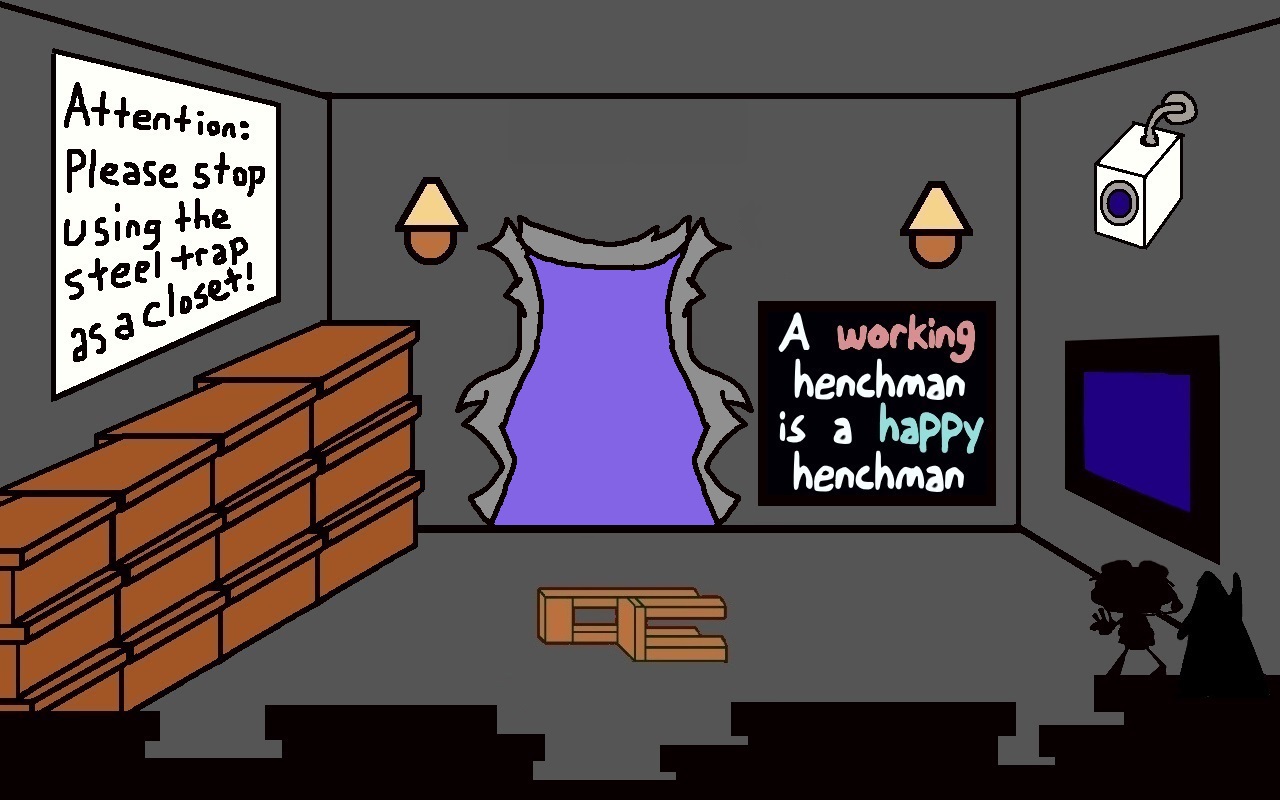 Attention:
Please stop
using the
steel trap
as a closet!
A working
henchman
is a happy
henchman